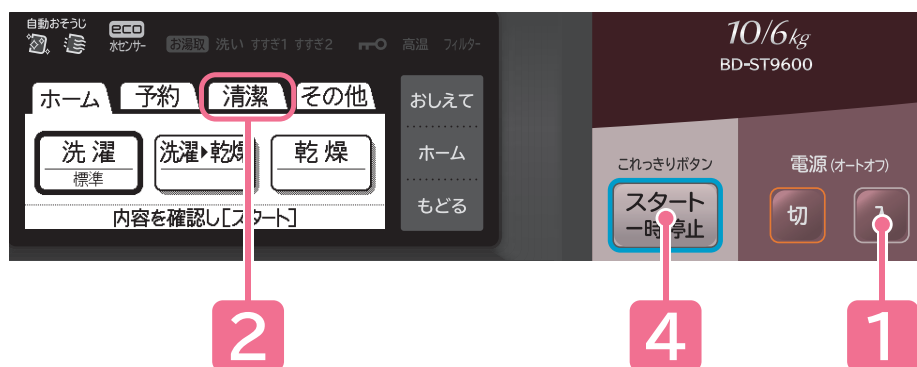 自動おそうじ
eco
水センサー
お湯取 洗い すすぎ1 すすぎ2
高温 フィルター
ホーム 予約 清潔 その他
洗濯
標準
洗濯▶乾燥
乾燥
内容を確認し[スタート]
おしえて
ホーム
もどる
10/6kg
BD-ST9600
これっきりボタン
スタート
一時停止
電源(オートオフ)
切
入
2
4
1